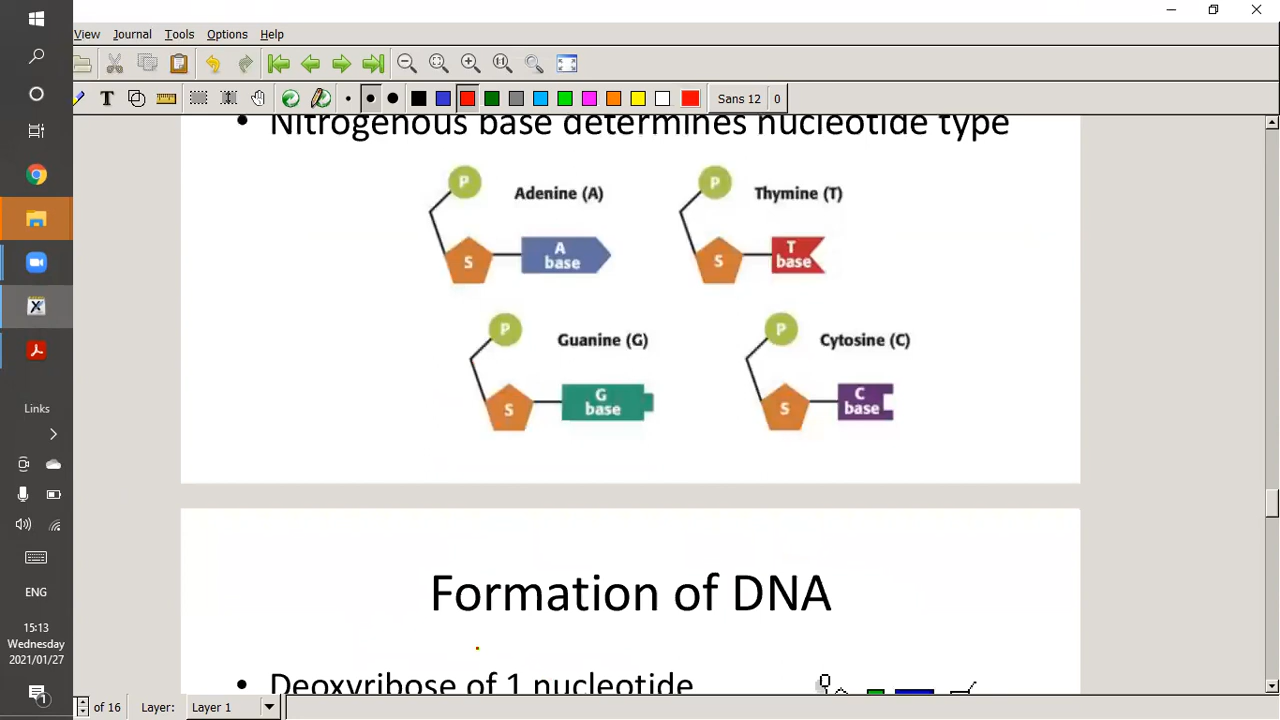 View Journal Tools Options Help
T
Sans 12 0
• Nitrogenous base determines nucleotide type
P
Adenine (A)
S
A
base
P
Thymine (T)
S
T
base
P
Guanine (G)
S
G
base
P
Cytosine (C)
S
C
base
Formation of DNA
• Deoxyribose of 1 nucleotide
Links
ENG
15:13
Wednesday
2021/01/27
1
of 16 Layer: Layer 1